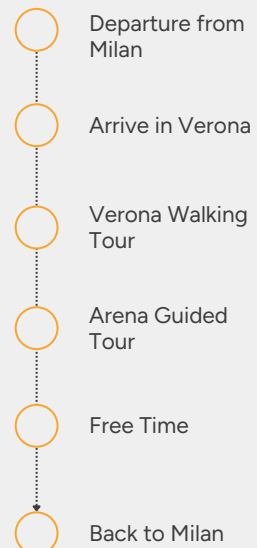 Departure from
Milan
Arrive in Verona
Verona Walking
Tour
Arena Guided
Tour
Free Time
Back to Milan